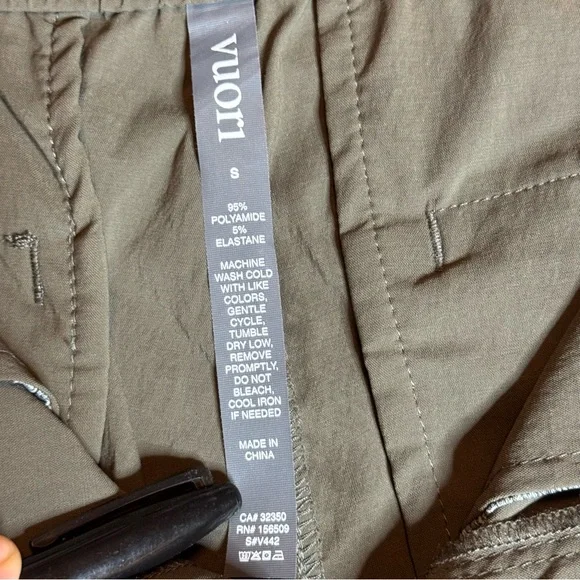 vuori
S
95%
POLYAMIDE
5%
ELASTANE
MACHINE
WASH COLD
WITH LIKE
COLORS,
GENTLE
CYCLE,
TUMBLE
DRY LOW,
REMOVE
PROMPTLY,
DO NOT
BLEACH,
COOL IRON
IF NEEDED
MADE IN
CHINA
CA# 32350
RN# 156509
S#V442